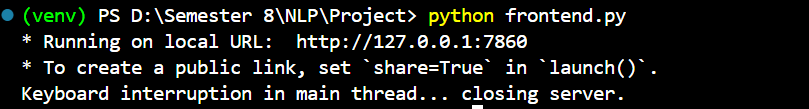 (venv) PS D:\Semester 8\NLP\Project> python frontend.py
* Running on local URL:  http://127.0.0.1:7860
* To create a public link, set `share=True` in `launch()`.
Keyboard interruption in main thread... closing server.